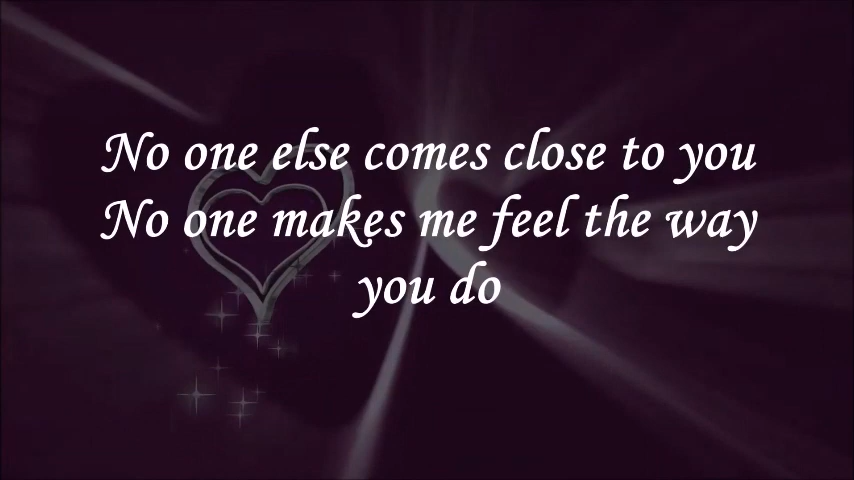 No one else comes close to you
No one makes me feel the way
you do